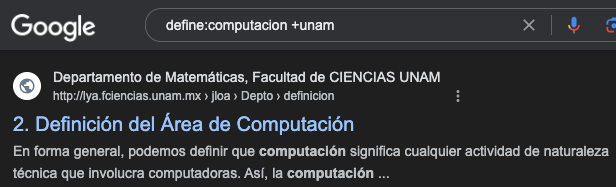 Google
define:computacion +unam
Departamento de Matemáticas, Facultad de CIENCIAS UNAM
http://lya.fciencias.unam.mx › jloa › Depto › definicion
2. Definición del Área de Computación
En forma general, podemos definir que computación significa cualquier actividad de naturaleza
técnica que involucra computadoras. Así, la computación ...